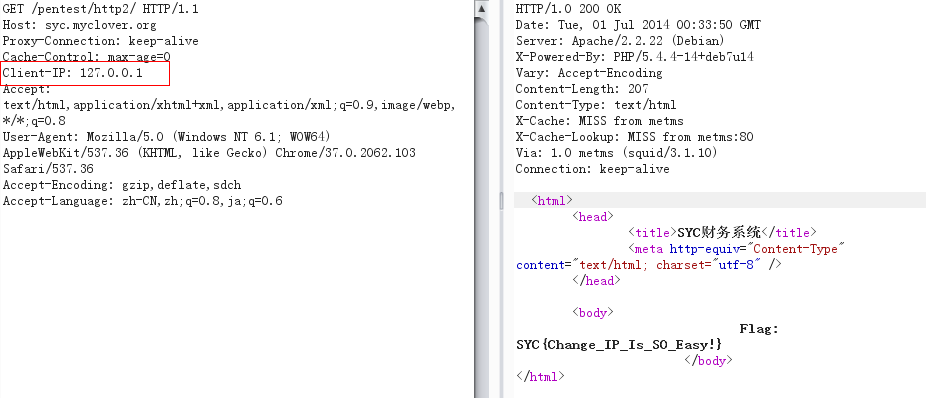 GET /pentest/http2/ HTTP/1.1
Host: syc.myclover.org
Proxy-Connection: keep-alive
Cache-Control: max-age=0
Client-IP: 127.0.0.1
Accept:
text/html,application/xhtml+xml,application/xml;q=0.9,image/webp,
*/*;q=0.8
User-Agent: Mozilla/5.0 (Windows NT 6.1; WOW64)
AppleWebKit/537.36 (KHTML, like Gecko) Chrome/37.0.2062.103
Safari/537.36
Accept-Encoding: gzip,deflate,sdch
Accept-Language: zh-CN,zh;q=0.8,ja;q=0.6
HTTP/1.0 200 OK
Date: Tue, 01 Jul 2014 00:33:50 GMT
Server: Apache/2.2.22 (Debian)
X-Powered-By: PHP/5.4.4-14+deb7u14
Vary: Accept-Encoding
Content-Length: 207
Content-Type: text/html
X-Cache: MISS from metms
X-Cache-Lookup: MISS from metms:80
Via: 1.0 metms (squid/3.1.10)
Connection: keep-alive
<html>
<head>
<title>SYC财务系统</title>
<meta http-equiv="Content-Type"
content="text/html; charset="utf-8" />
</head>
<body>
Flag:
SYC{Change_IP_Is_SO_Easy!}
</body>
</html>